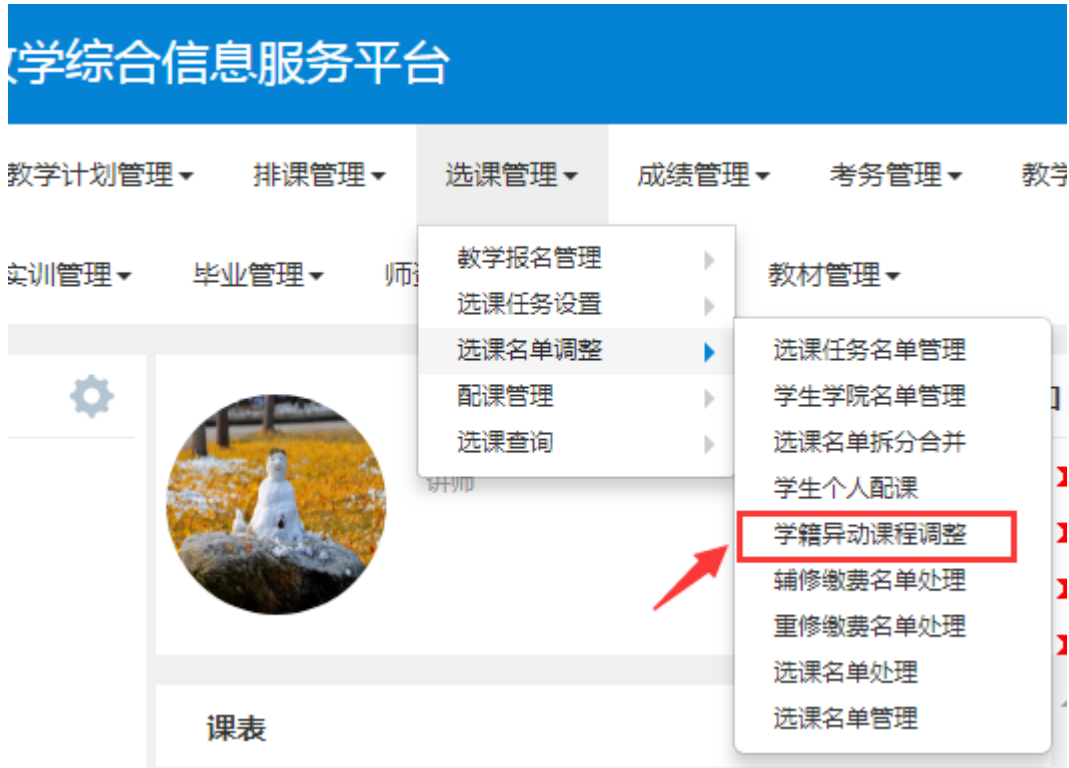 学综合信息服务平台
教学计划管理 排课管理 选课管理 成绩管理 考务管理 教学
实训管理 毕业管理 师 教材管理
教学报名管理
选课任务设置
选课名单调整
配课管理
选课查询
选课任务名单管理
学生学院名单管理
选课名单拆分合并
学生个人配课
学籍异动课程调整
辅修缴费名单处理
重修缴费名单处理
选课名单处理
选课名单管理
讲师
课表